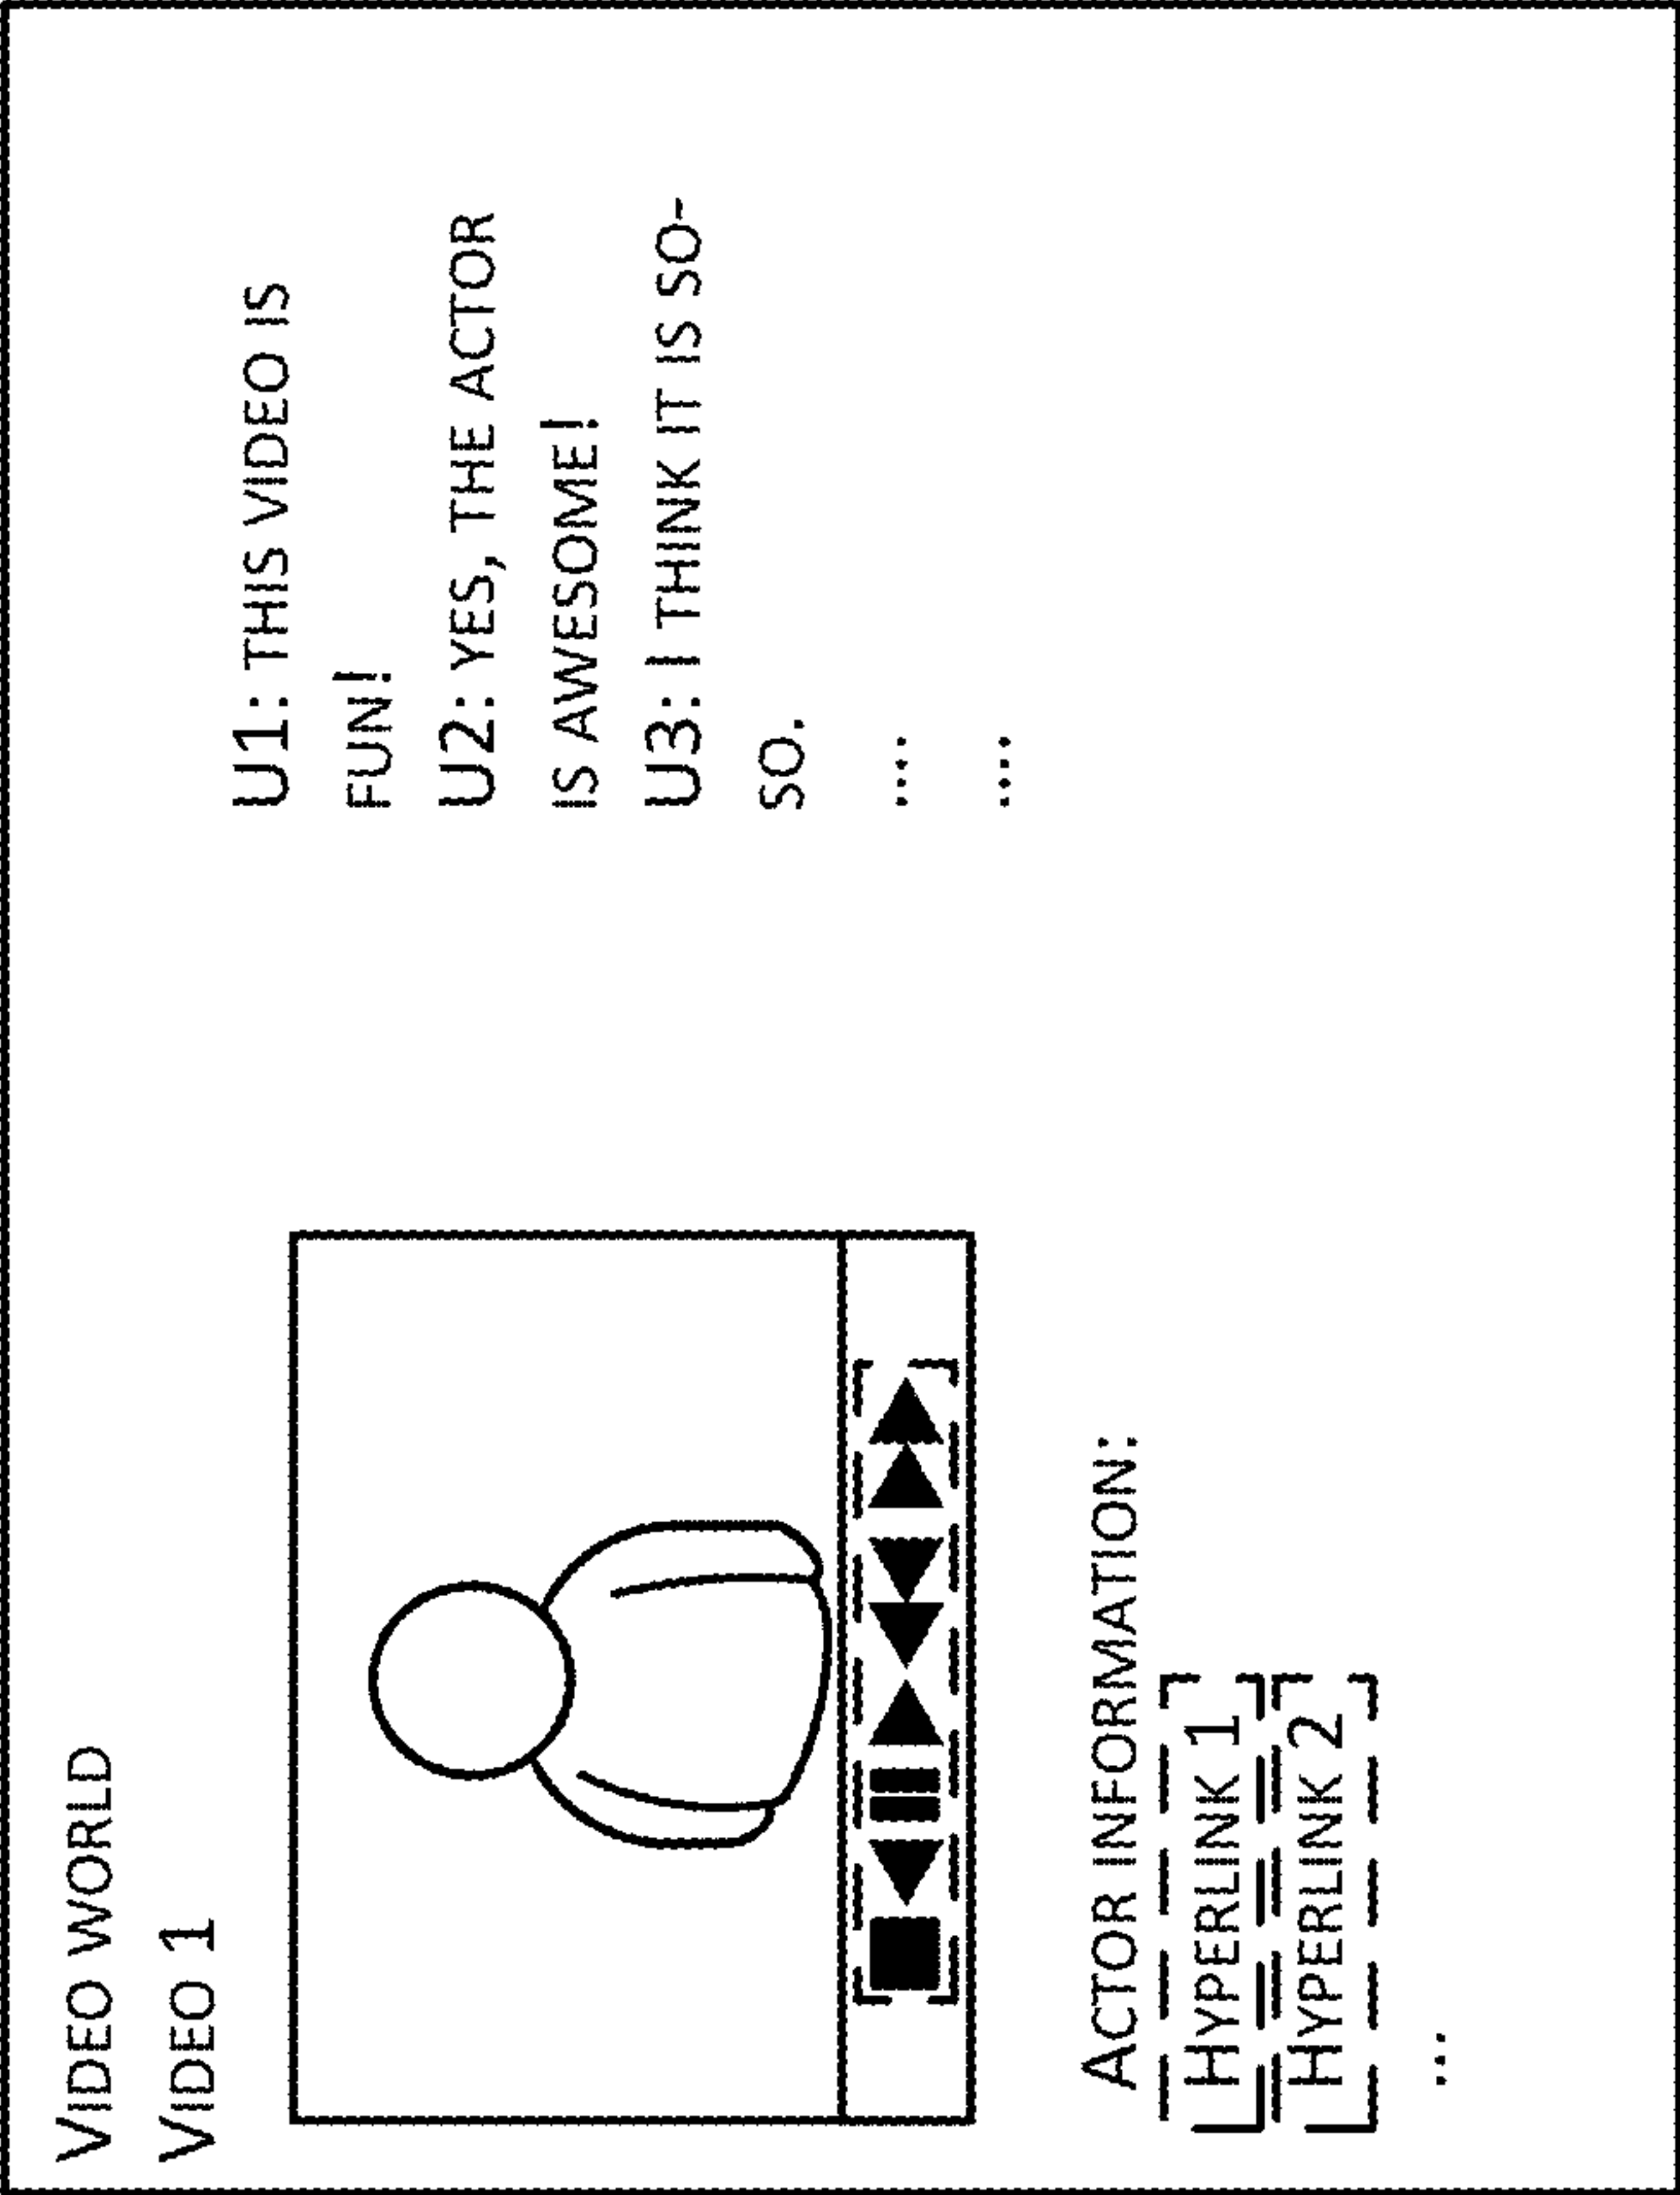 VIDEO WORLD
VIDEO 1
U1: THIS VIDEO IS
FUN!
U2: YES, THE ACTOR
IS AWESOME!
U3: I THINK IT IS SO-
SO.
....
....
ACTOR INFORMATION:
HYPERLINK 1
HYPERLINK 2
...